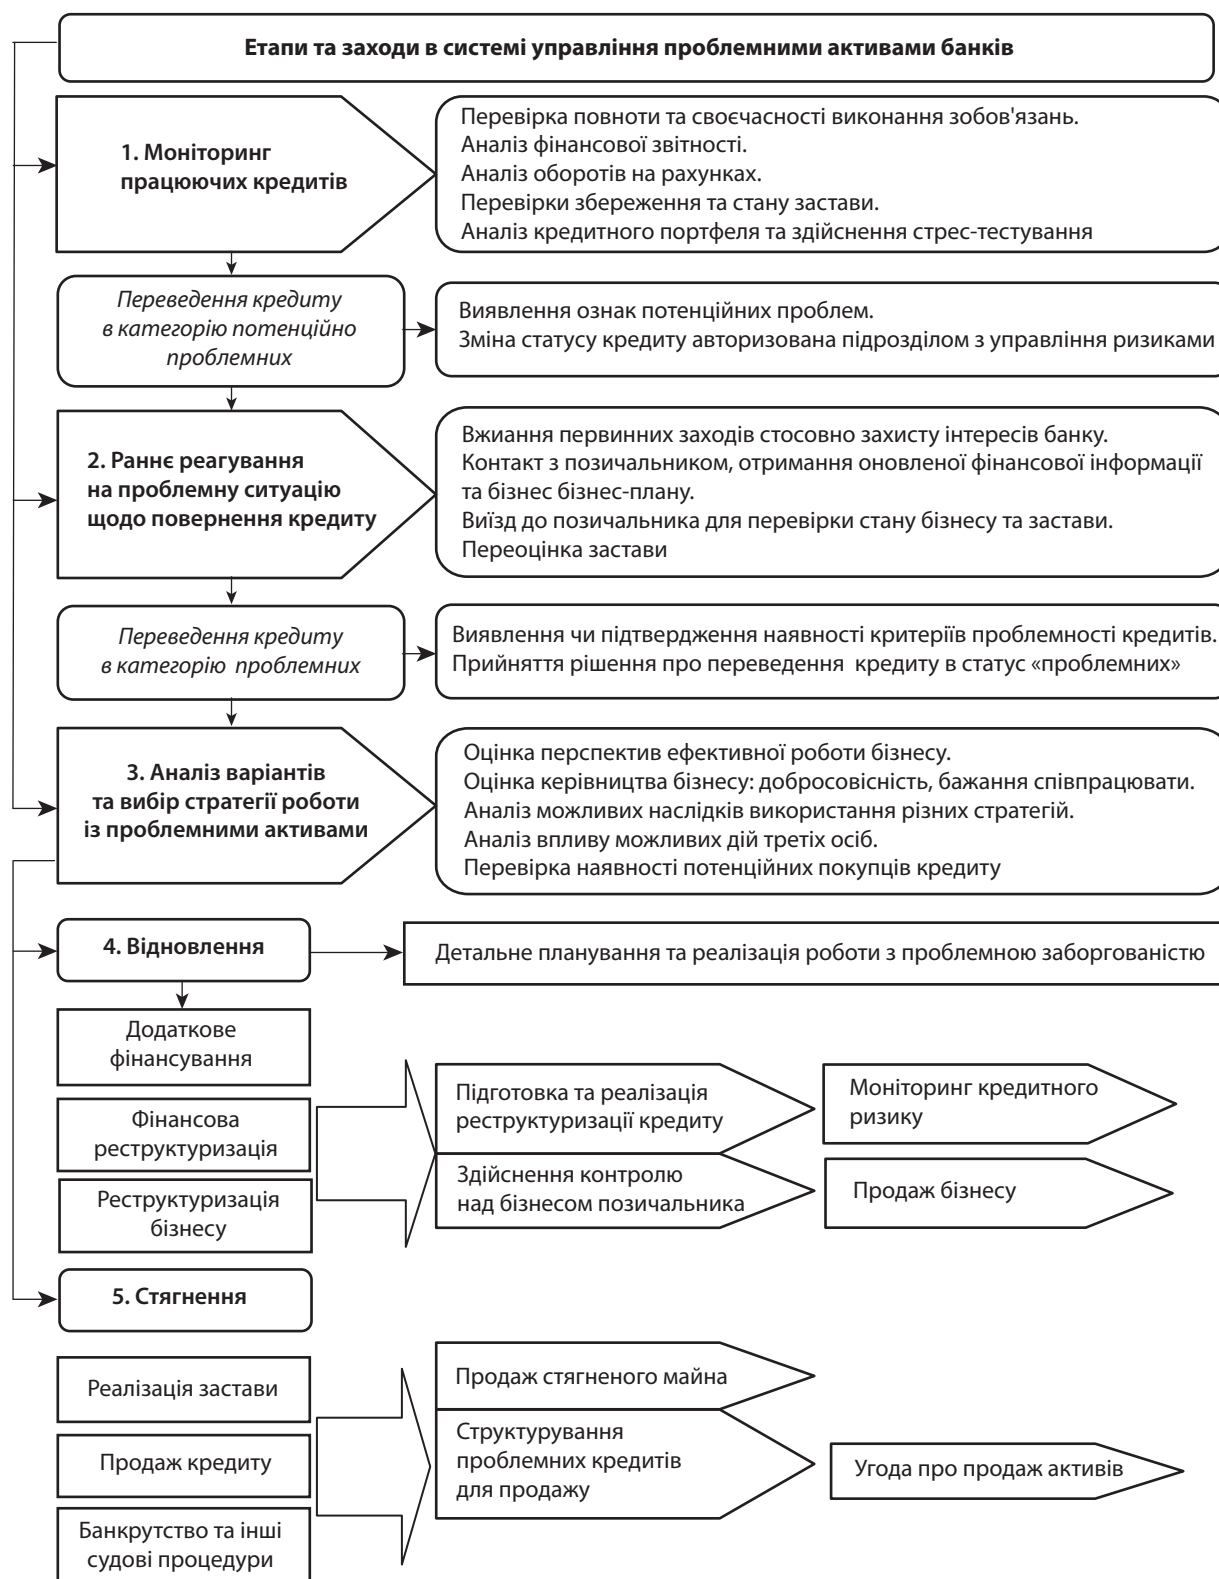 Етапи та заходи в системі управління проблемними активами банків
1. Моніторинг
працюючих кредитів
Перевірка повноти та своєчасності виконання зобов'язань.
Аналіз фінансової звітності.
Аналіз оборотів на рахунках.
Перевірки збереження та стану застави.
Аналіз кредитного портфеля та здійснення стрес-тестування
Переведення кредиту
в категорію потенційно
проблемних
Виявлення ознак потенційних проблем.
Зміна статусу кредиту авторизована підрозділом з управління ризиками
2. Раннє реагування
на проблемну ситуацію
щодо повернення кредиту
Вжиання первинних заходів стосовно захисту інтересів банку.
Контакт з позичальником, отримання оновленої фінансової інформації
та бізнес бізнес-плану.
Виїзд до позичальника для перевірки стану бізнесу та застави.
Переоцінка застави
Переведення кредиту
в категорію проблемних
Виявлення чи підтвердження наявності критеріїв проблемності кредитів.
Прийняття рішення про переведення кредиту в статус «проблемних»
3. Аналіз варіантів
та вибір стратегії роботи
із проблемними активами
Оцінка перспектив ефективної роботи бізнесу.
Оцінка керівництва бізнесу: добросовісність, бажання співпрацювати.
Аналіз можливих наслідків використання різних стратегій.
Аналіз впливу можливих дій третіх осіб.
Перевірка наявності потенційних покупців кредиту
4. Відновлення
Детальне планування та реалізація роботи з проблемною заборгованістю
Додаткове
фінансування
Фінансова
реструктуризація
Реструктуризація
бізнесу
Підготовка та реалізація
реструктуризації кредиту
Моніторинг кредитного
ризику
Здійснення контролю
над бізнесом позичальника
Продаж бізнесу
5. Стягнення
Реалізація застави
Продаж кредиту
Банкрутство та інші
судові процедури
Продаж стягненого майна
Структурування
проблемних кредитів
для продажу
Угода про продаж активів